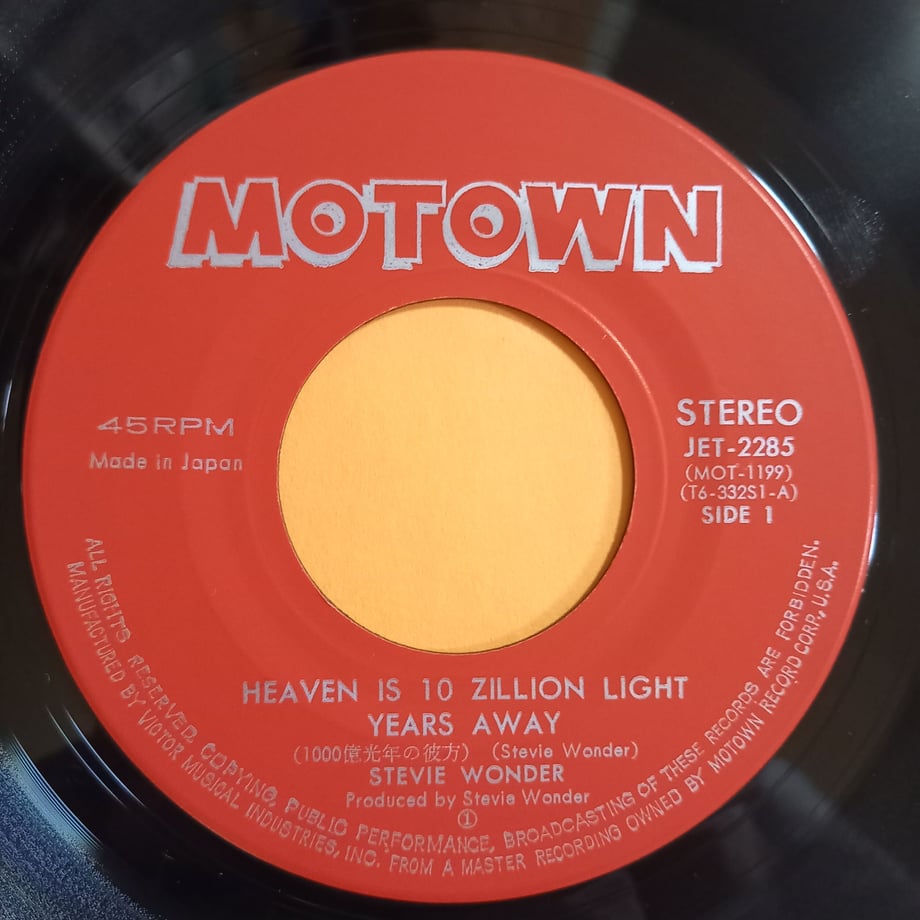 MOTOWN
45RPM
Made in Japan
STEREO
JET-2285
(MOT-1199)
(T6-332S1-A)
SIDE 1
HEAVEN IS 10 ZILLION LIGHT
YEARS AWAY
(1000億光年の彼方) (Stevie Wonder)
STEVIE WONDER
Produced by Stevie Wonder
①
ALL RIGHTS RESERVED. COPYING, PUBLIC PERFORMANCE, BROADCASTING OF THESE RECORDS ARE FORBIDDEN.
MANUFACTURED BY VICTOR MUSICAL INDUSTRIES, INC. FROM A MASTER RECORDING OWNED BY MOTOWN RECORD CORP., U.S.A.